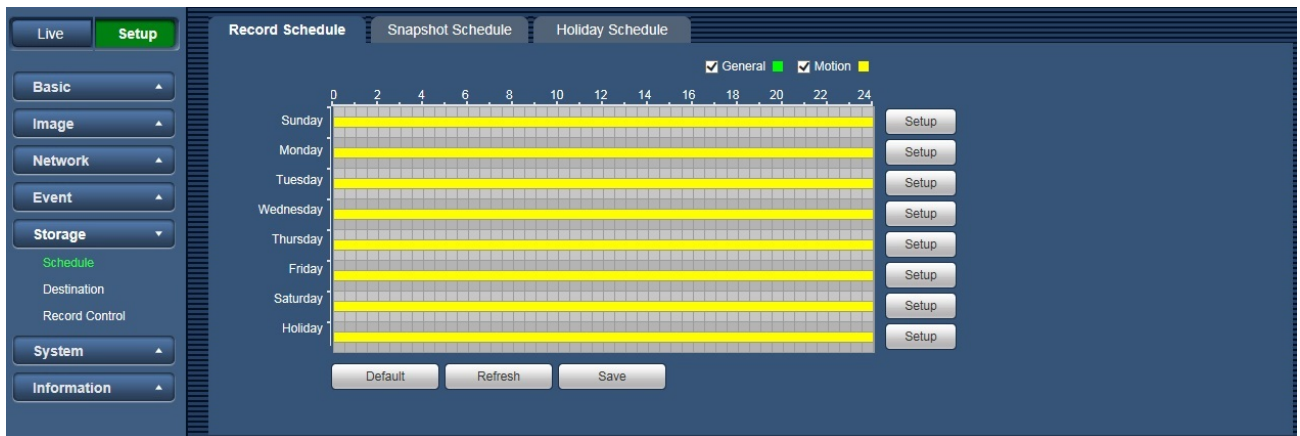 Live Setup
Record Schedule Snapshot Schedule Holiday Schedule
General Motion
Basic
Image
Network
Event
Storage
Schedule
Destination
Record Control
System
Information
0 2 4 6 8 10 12 14 16 18 20 22 24
Sunday Setup
Monday Setup
Tuesday Setup
Wednesday Setup
Thursday Setup
Friday Setup
Saturday Setup
Holiday Setup
Default Refresh Save